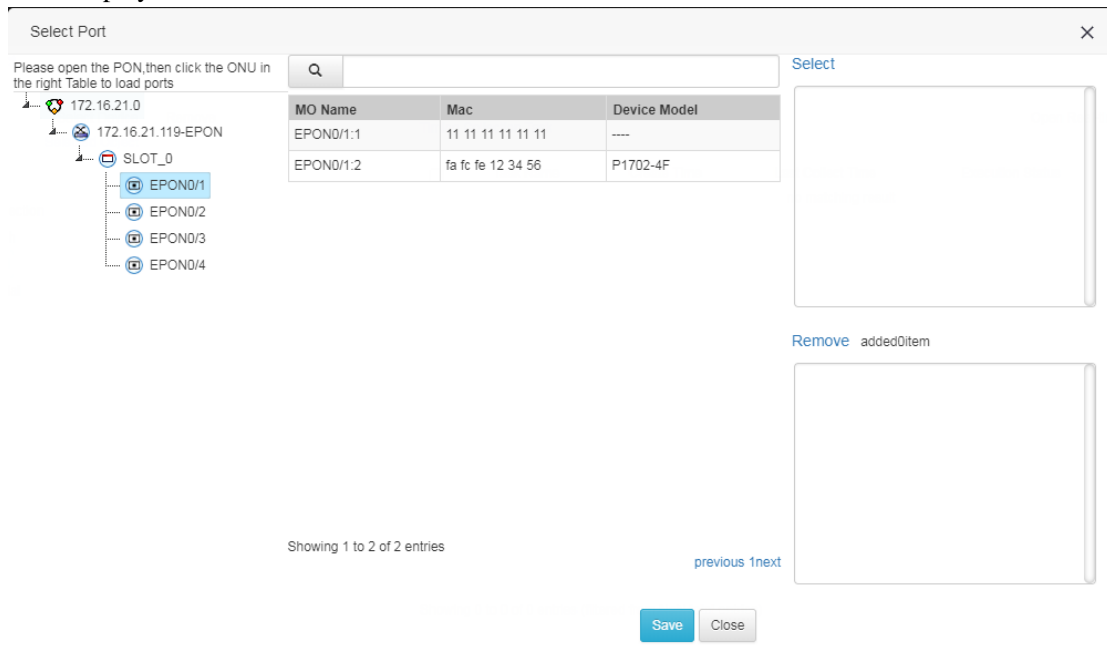 Select Port
Please open the PON,then click the ONU in
the right Table to load ports
172.16.21.0
172.16.21.119-EPON
SLOT_0
EPON0/1
EPON0/2
EPON0/3
EPON0/4
MO Name Mac Device Model
EPON0/1:1 11 11 11 11 11 11 ----
EPON0/1:2 fa fc fe 12 34 56 P1702-4F
Showing 1 to 2 of 2 entries
previous 1next
Select
Remove added0item
Save Close